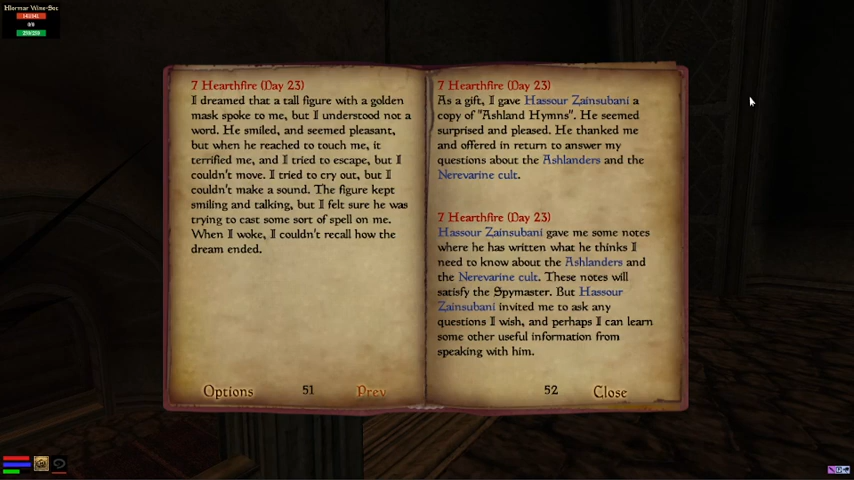 Hlormar Wine-Sot
141/141
0/0
259/259
7 Hearthfire (Day 23)
I dreamed that a tall figure with a golden
mask spoke to me, but I understood not a
word. He smiled, and seemed pleasant,
but when he reached to touch me, it
terrified me, and I tried to escape, but I
couldn't move. I tried to cry out, but I
couldn't make a sound. The figure kept
smiling and talking, but I felt sure he was
trying to cast some sort of spell on me.
When I woke, I couldn't recall how the
dream ended.
Options
51
Prev
7 Hearthfire (Day 23)
As a gift, I gave Hassour Zainsubani a
copy of "Ashland Hymns". He seemed
surprised and pleased. He thanked me
and offered in return to answer my
questions about the Ashlanders and the
Nerevarine cult.
7 Hearthfire (Day 23)
Hassour Zainsubani gave me some notes
where he has written what he thinks I
need to know about the Ashlanders and
the Nerevarine cult. These notes will
satisfy the Spymaster. But Hassour
Zainsubani invited me to ask any
questions I wish, and perhaps I can learn
some other useful information from
speaking with him.
52
Close